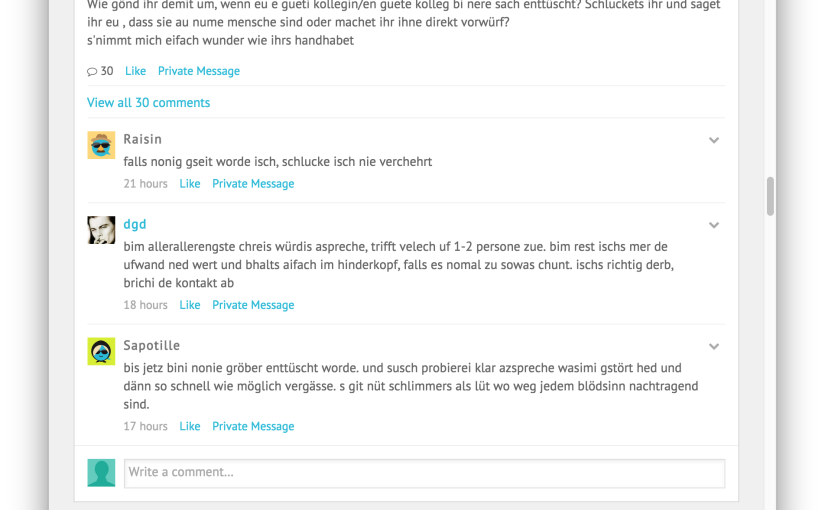 Wie gönd ihr demit um, wenn eu e gueti kollegin/en guete kolleg bi nere sach enttüscht? Schluckets ihr und saget
ihr eu , dass sie au nume mensche sind oder machet ihr ihne direkt vorwürf?
s'nimmt mich eifach wunder wie ihrs handhabet
30 Like Private Message
View all 30 comments
Raisin
falls nonig gseit worde isch, schlucke isch nie verchehrt
21 hours Like Private Message
dgd
bim allerallerengste chreis würdis aspreche, trifft velech uf 1-2 persone zue. bim rest ischs mer de
ufwand ned wert und bhalts aifach im hinderkopf, falls es nomal zu sowas chunt. ischs richtig derb,
brichi de kontakt ab
18 hours Like Private Message
Sapotille
bis jetz bini nonie gröber enttüscht worde. und susch probierei klar azspreche wasimi gstört hed und
dänn so schnell wie möglich vergässe. s git nüt schlimmers als lüt wo weg jedem blödsinn nachtragend
sind.
17 hours Like Private Message
Write a comment...